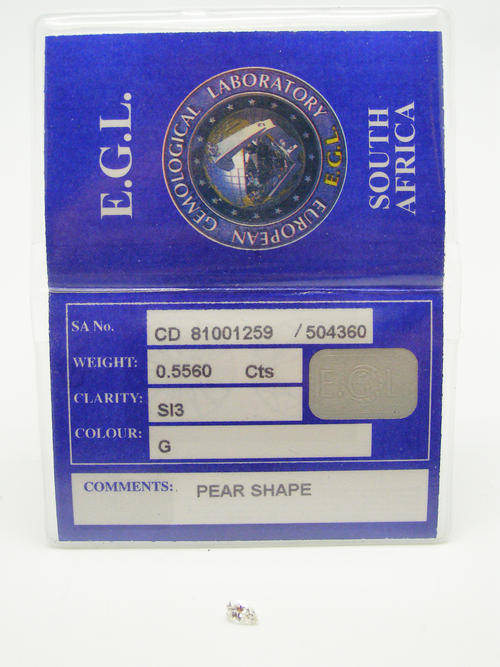 E.G.L.
EUROPEAN GEMOLOGICAL LABORATORY
E.G.L.
SOUTH
AFRICA
SA No. CD 81001259 / 504360
WEIGHT: 0.5560 Cts
E.G.L
CLARITY: SI3
COLOUR: G
COMMENTS: PEAR SHAPE